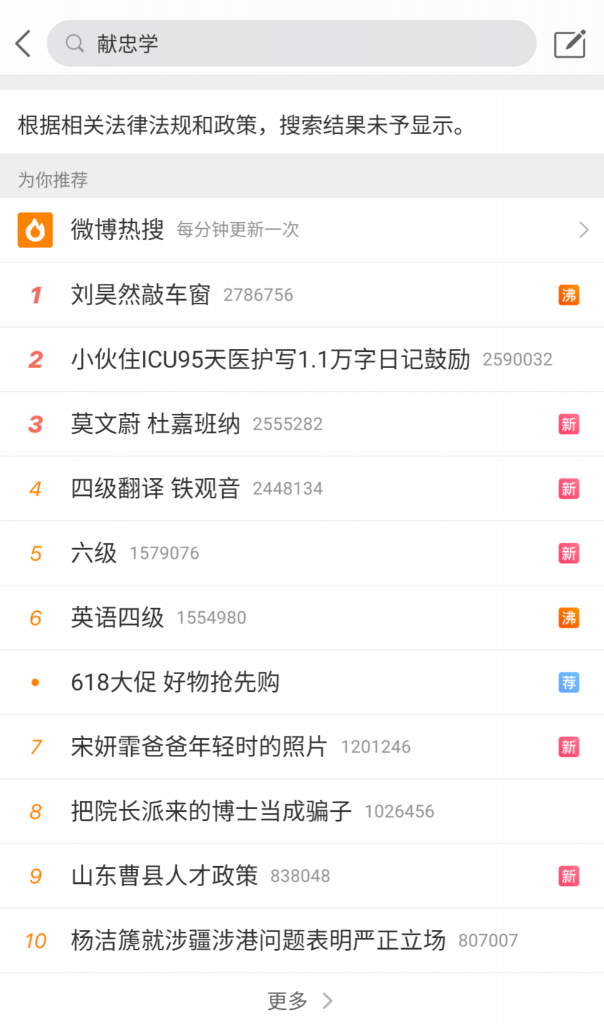 献忠学
根据相关法律法规和政策，搜索结果未予显示。
为你推荐
微博热搜 每分钟更新一次
1 刘昊然敲车窗 2786756 沸
2 小伙住ICU95天医护写1.1万字日记鼓励 2590032
3 莫文蔚 杜嘉班纳 2555282 新
4 四级翻译 铁观音 2448134 新
5 六级 1579076 新
6 英语四级 1554980 沸
• 618大促 好物抢先购 荐
7 宋妍霏爸爸年轻时的照片 1201246 新
8 把院长派来的博士当成骗子 1026456
9 山东曹县人才政策 838048 新
10 杨洁篪就涉疆涉港问题表明严正立场 807007
更多